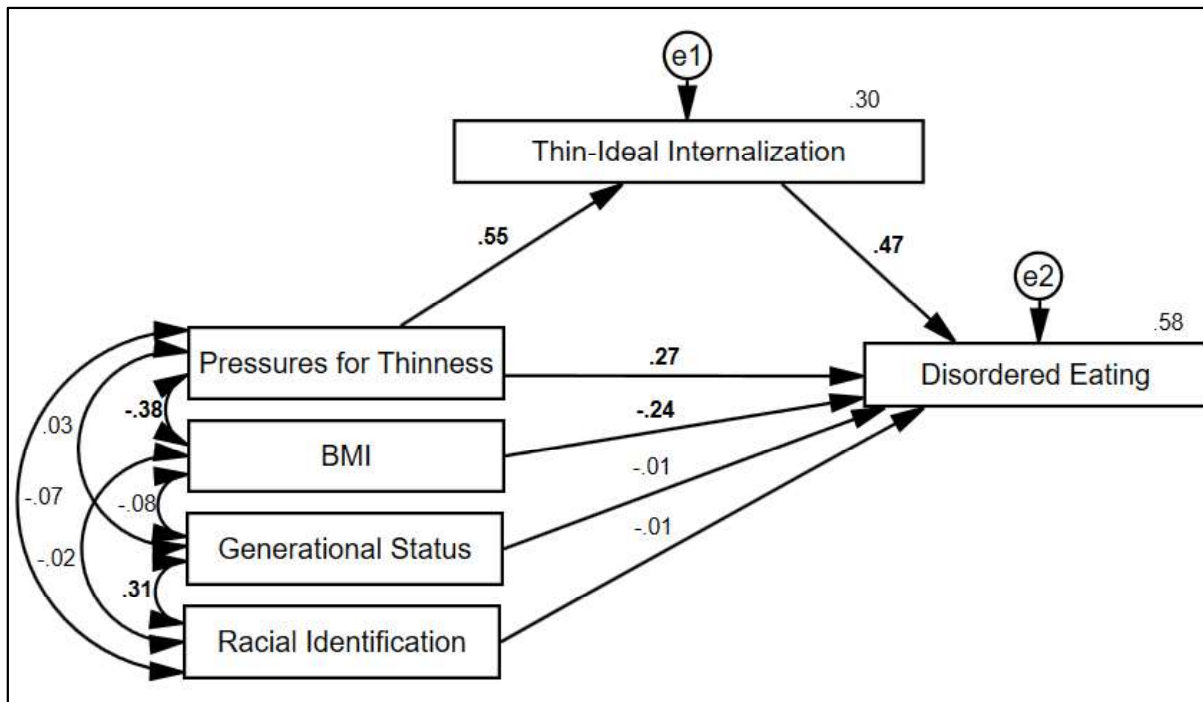 e1
.30
Thin-Ideal Internalization
.55
.47
e2
.58
Pressures for Thinness
.27
Disordered Eating
.03
-.38
-.24
BMI
-.01
-.07
-.08
-.01
Generational Status
-.02
.31
Racial Identification